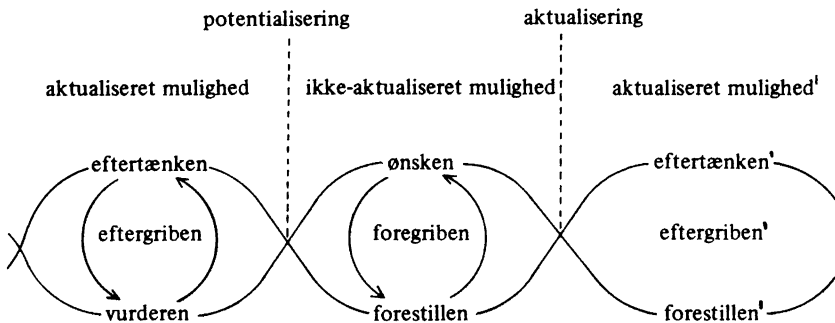 potentialisering aktualisering
aktualiseret mulighed ikke-aktualiseret mulighed aktualiseret mulighed'
eftertænken ønsken eftertænken'
eftergriben foregriben eftergriben'
vurderen forestillen forestillen'